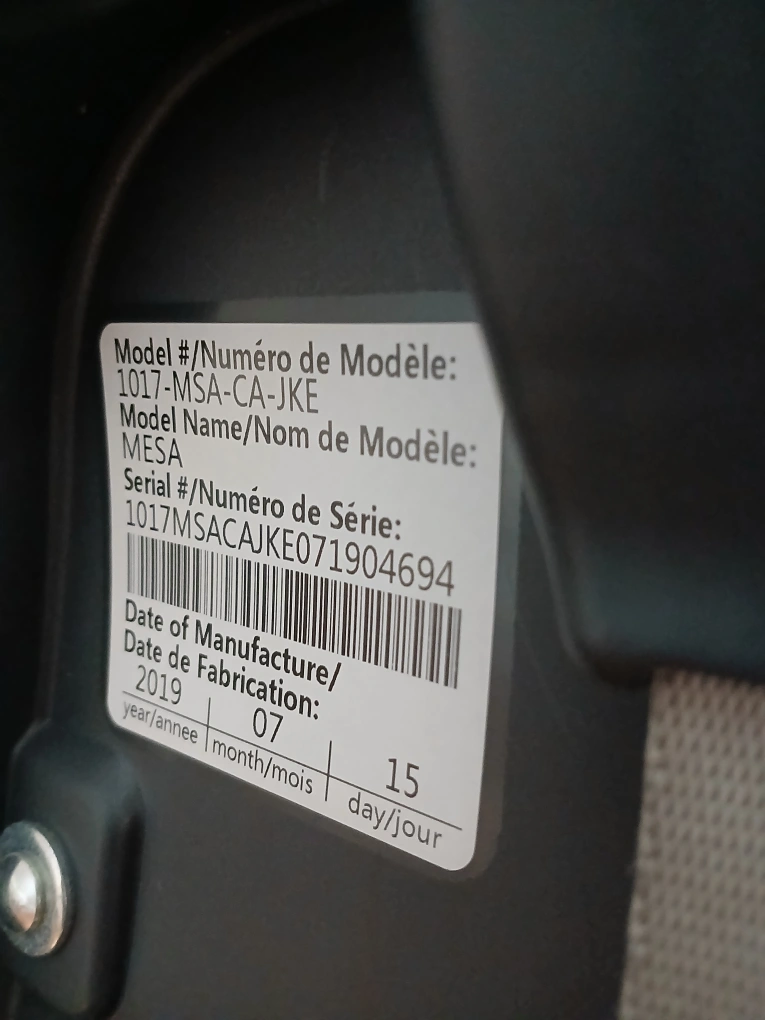 Model #/Numéro de Modèle:
1017-MSA-CA-JKE
Model Name/Nom de Modèle:
MESA
Serial #/Numéro de Série:
1017MSACAJKE071904694
Date of Manufacture/
Date de Fabrication:
2019 07 15
year/annee month/mois day/jour